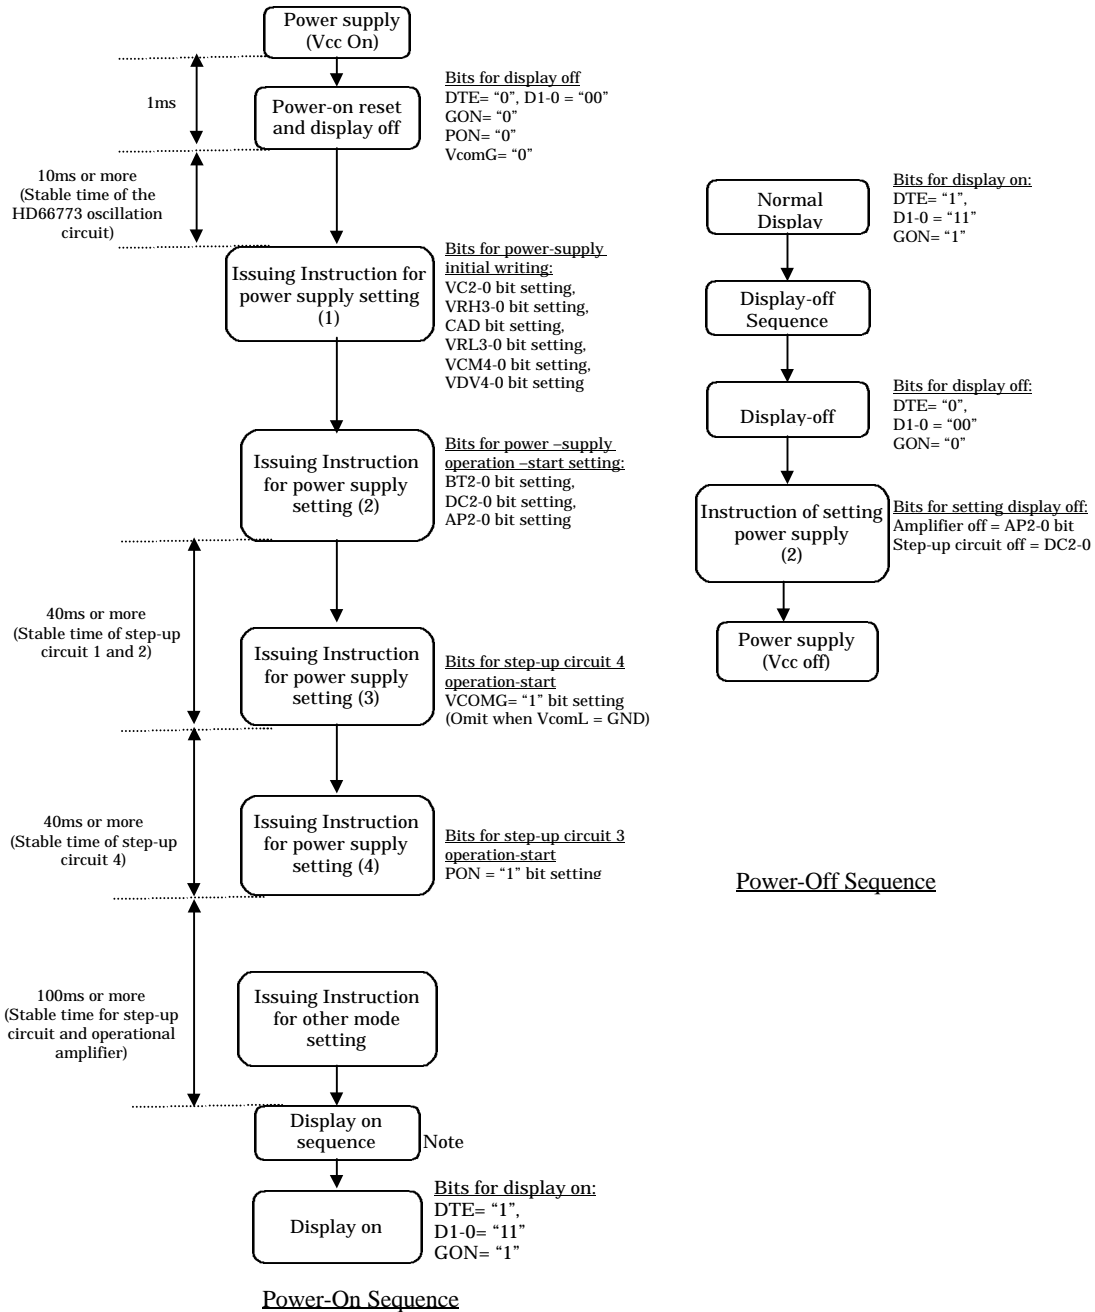 Power supply
(Vcc On)
1ms
Power-on reset
and display off
Bits for display off
DTE= “0”, D1-0 = “00”
GON= “0”
PON= “0”
VcomG= “0”
10ms or more
(Stable time of the
HD66773 oscillation
circuit)
Issuing Instruction for
power supply setting
(1)
Bits for power-supply
initial writing:
VC2-0 bit setting,
VRH3-0 bit setting,
CAD bit setting,
VRL3-0 bit setting,
VCM4-0 bit setting,
VDV4-0 bit setting
Issuing Instruction
for power supply
setting (2)
Bits for power –supply
operation –start setting:
BT2-0 bit setting,
DC2-0 bit setting,
AP2-0 bit setting
40ms or more
(Stable time of step-up
circuit 1 and 2)
Issuing Instruction
for power supply
setting (3)
Bits for step-up circuit 4
operation-start
VCOMG= “1” bit setting
(Omit when VcomL = GND)
40ms or more
(Stable time of step-up
circuit 4)
Issuing Instruction
for power supply
setting (4)
Bits for step-up circuit 3
operation-start
PON = “1” bit setting
100ms or more
(Stable time for step-up
circuit and operational
amplifier)
Issuing Instruction
for other mode
setting
Display on
sequence
Note
Display on
Bits for display on:
DTE= “1”,
D1-0= “11”
GON= “1”
Power-On Sequence
Normal
Display
Bits for display on:
DTE= “1”,
D1-0 = “11”
GON= “1”
Display-off
Sequence
Display-off
Bits for display off:
DTE= “0”,
D1-0 = “00”
GON= “0”
Instruction of setting
power supply
(2)
Bits for setting display off:
Amplifier off = AP2-0 bit
Step-up circuit off = DC2-0
Power supply
(Vcc off)
Power-Off Sequence